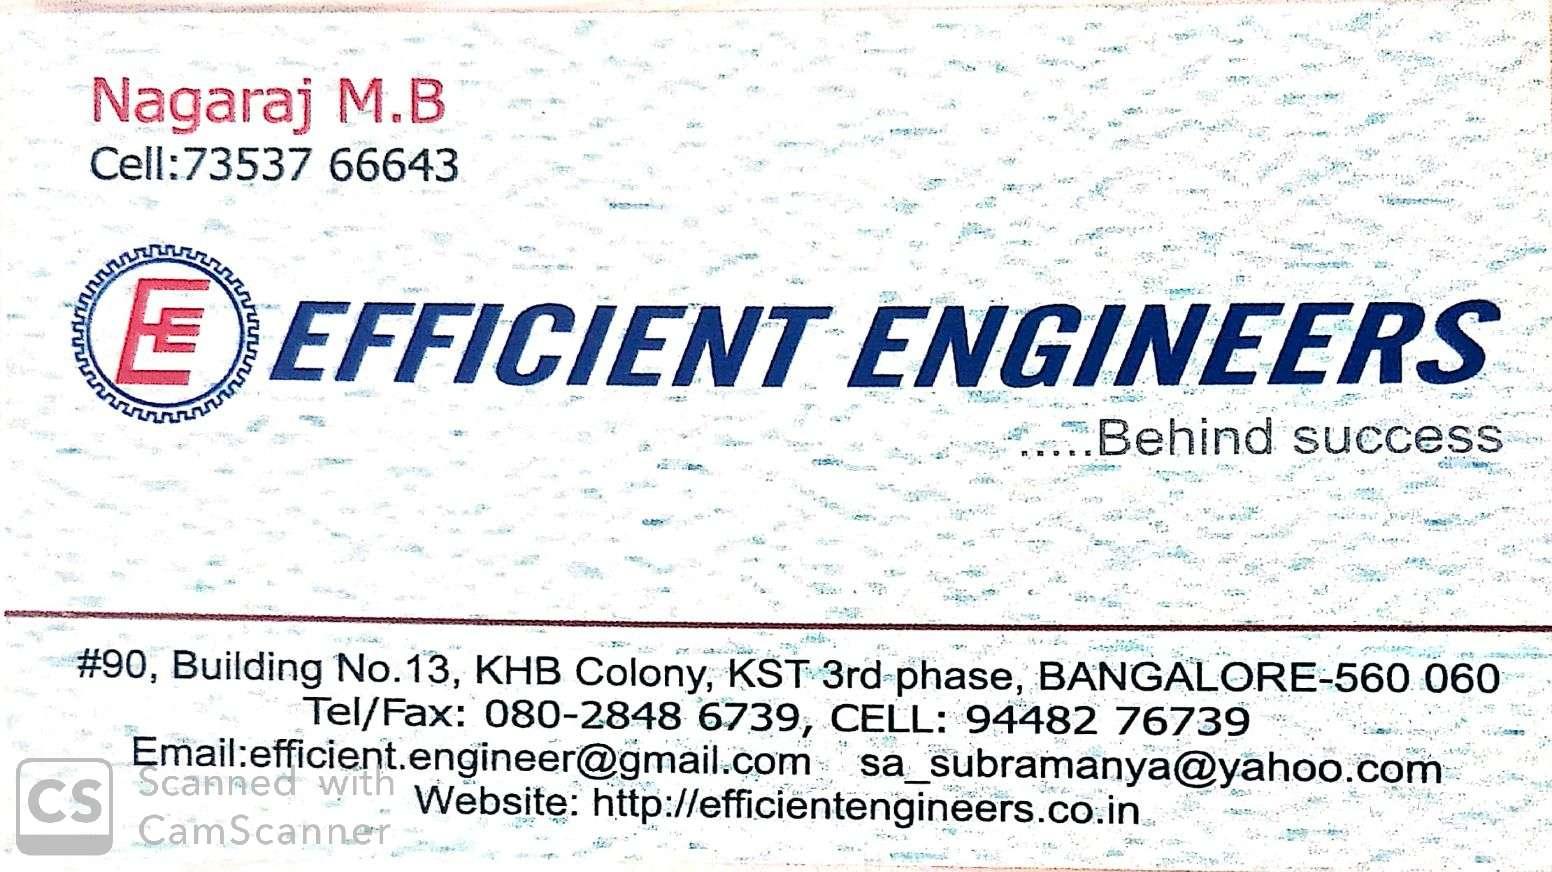 Nagaraj M.B
Cell:73537 66643
EE
EFFICIENT ENGINEERS
.....Behind success
#90, Building No.13, KHB Colony, KST 3rd phase, BANGALORE-560 060
Tel/Fax: 080-2848 6739, CELL: 94482 76739
Email:efficient.engineer@gmail.com sa_subramanya@yahoo.com
Website: http://efficientengineers.co.in
CS Scanned with
CamScanner